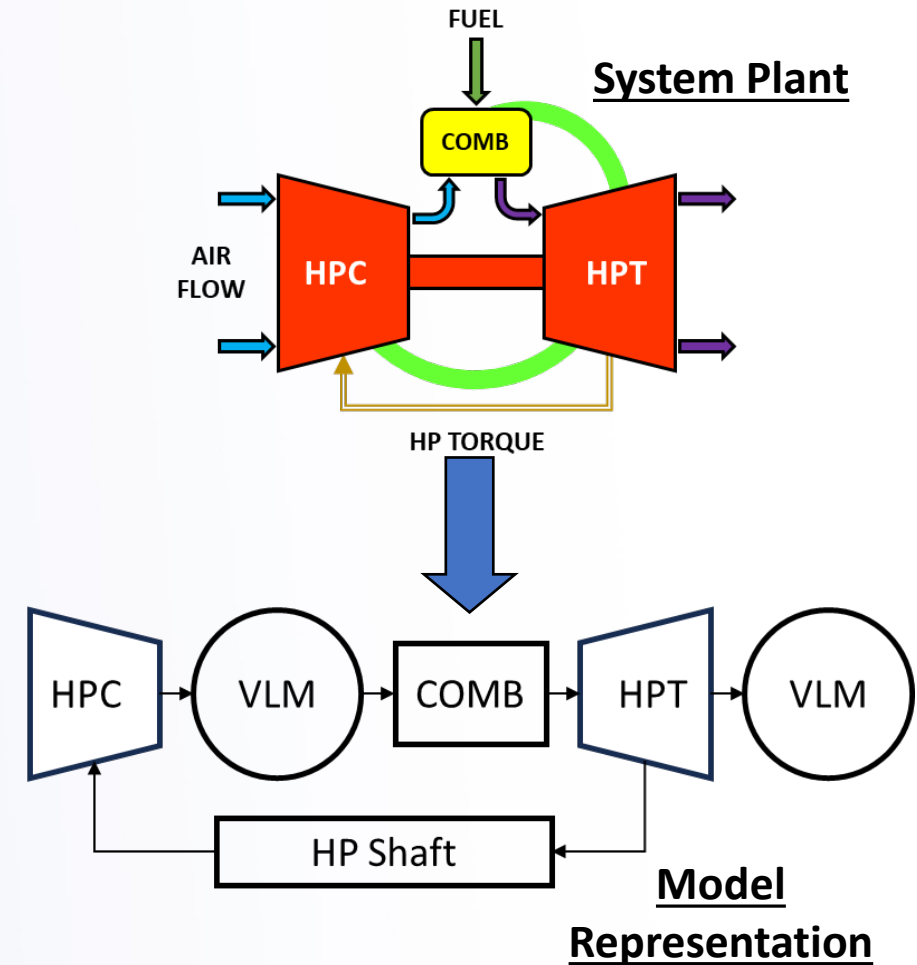 FUEL
System Plant
COMB
AIR
FLOW
HPC
HPT
HP TORQUE
HPC
VLM
COMB
HPT
VLM
HP Shaft
Model
Representation